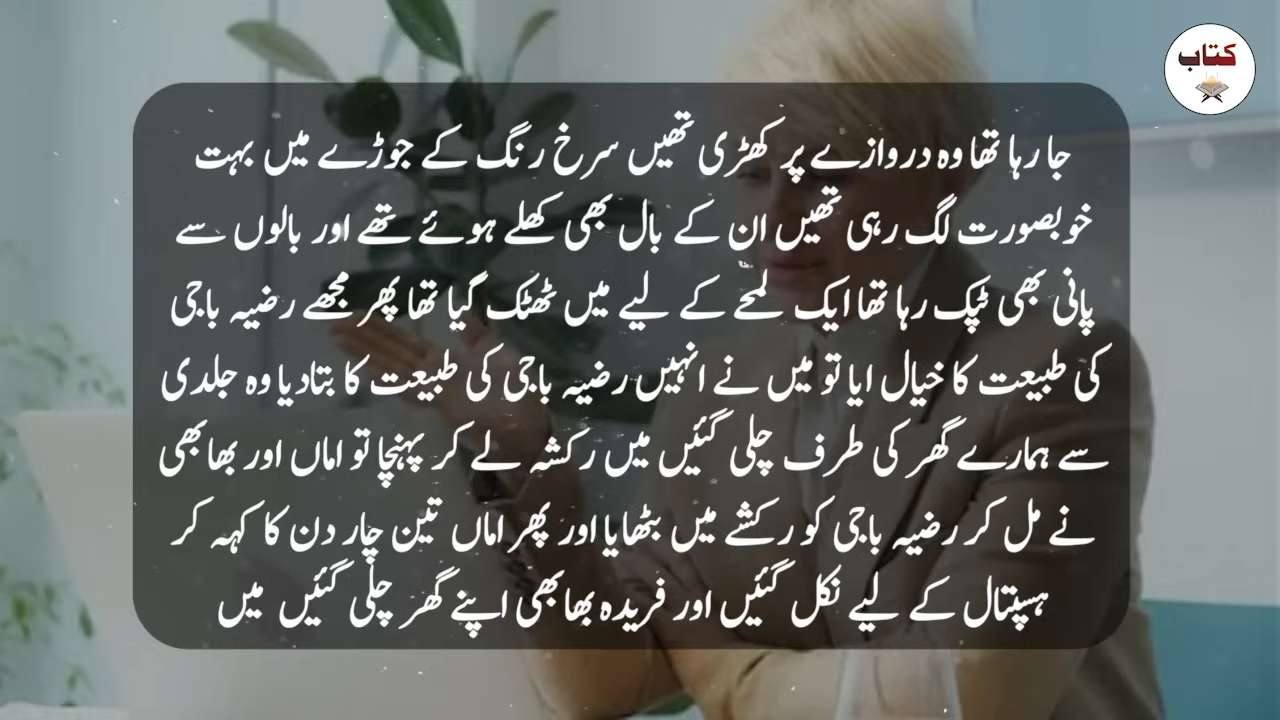 کتاب
جا رہا تھا وہ دروازے پر کھڑی تھیں سرخ رنگ کے جوڑے میں بہت
خوبصورت لگ رہی تھیں ان کے بال بھی کھلے ہوئے تھے اور بالوں سے
پانی بھی ٹپک رہا تھا ایک لمحے کے لیے میں ٹھٹک گیا تھا پھر مجھے رضیہ باجی
کی طبیعت کا خیال ایا تو میں نے انہیں رضیہ باجی کی طبیعت کا بتا دیا وہ جلدی
سے ہمارے گھر کی طرف چلی گئیں میں رکشہ لے کر پہنچا تو اماں اور بھابھی
نے مل کر رضیہ باجی کو رکشے میں بٹھایا اور پھر اماں تین چار دن کا کہہ کر
ہسپتال کے لیے نکل گئیں اور فریدہ بھابھی اپنے گھر چلی گئیں میں